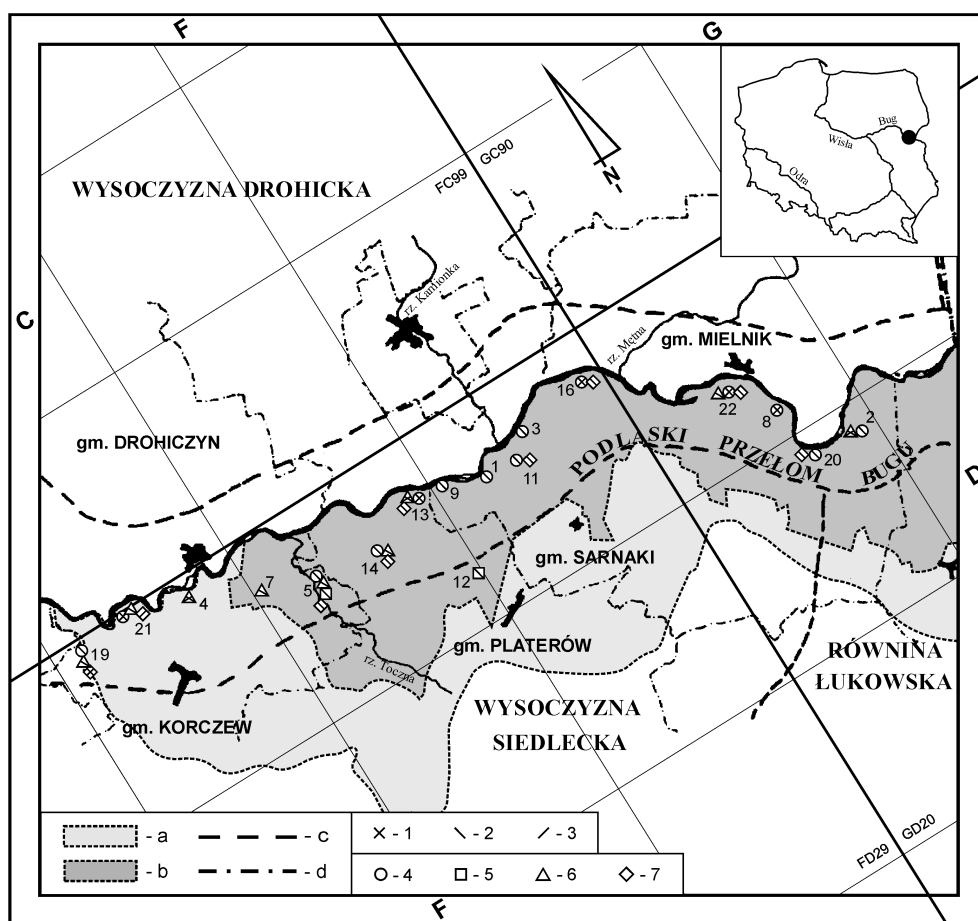 F
G
C
D
F
FC99
GC90
-N-
Bug
Wisła
Odra
WYSOCZYZNA DROHICKA
rz. Kamionka
rz. Mętna
gm. MIELNIK
gm. DROHICZYN
16
22
8
2
3
20
1
11
PODLASKI PRZEŁOM BUGU
9
13
14
gm. SARNAKI
12
7
5
4
21
gm. PLATERÓW
19
rz. Toczna
RÓWNINA
ŁUKOWSKA
gm. KORCZEW
WYSOCZYZNA
SIEDLECKA
FD29
GD20
- a
- c
- 1
- 2
- 3
- b
- d
- 4
- 5
- 6
- 7